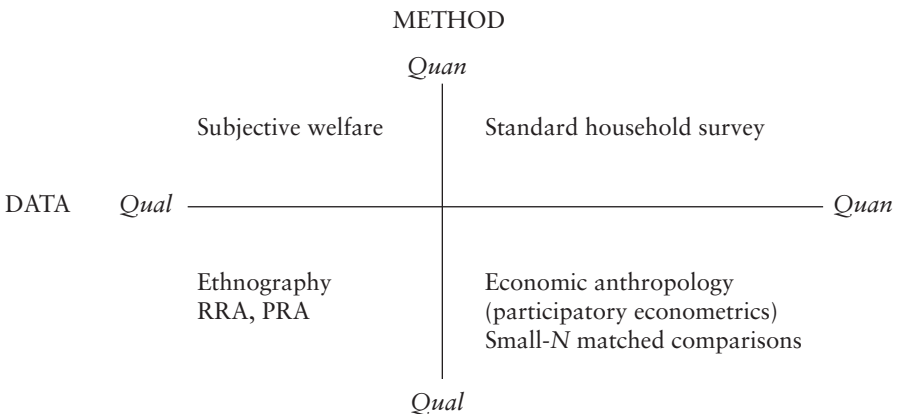 METHOD
Quan
Subjective welfare
Standard household survey
DATA
Qual
Quan
Ethnography
RRA, PRA
Economic anthropology
(participatory econometrics)
Small-N matched comparisons
Qual